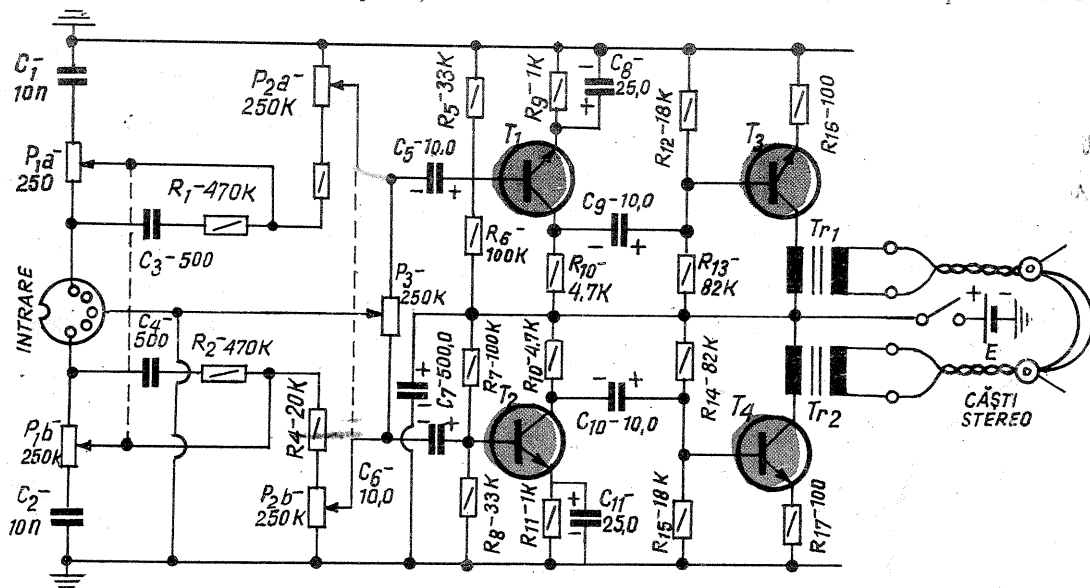 C1-
10n
P2a-
250K
R5-33K
R9-1K
C8-
25,0
R12-18K
R16-100
P1a-
250
R1-470K
C5-10,0
T1
T3
C3-500
R6-
100K
C9-10,0
R10-
4,7K
R13-
82K
Tr1
INTRARE
P3-
250K
C4-
500
R2-470K
R4-20K
C7-500,0
R7-100K
R10-4,7K
R14-82K
E
Tr2
CĂȘTI
STEREO
P1b-
250K
T2
C10-10,0
T4
C2-
10n
P2b-
250K
C6-
10,0
R8-33K
R11-1K
C11-
25,0
R15-18K
R17-100